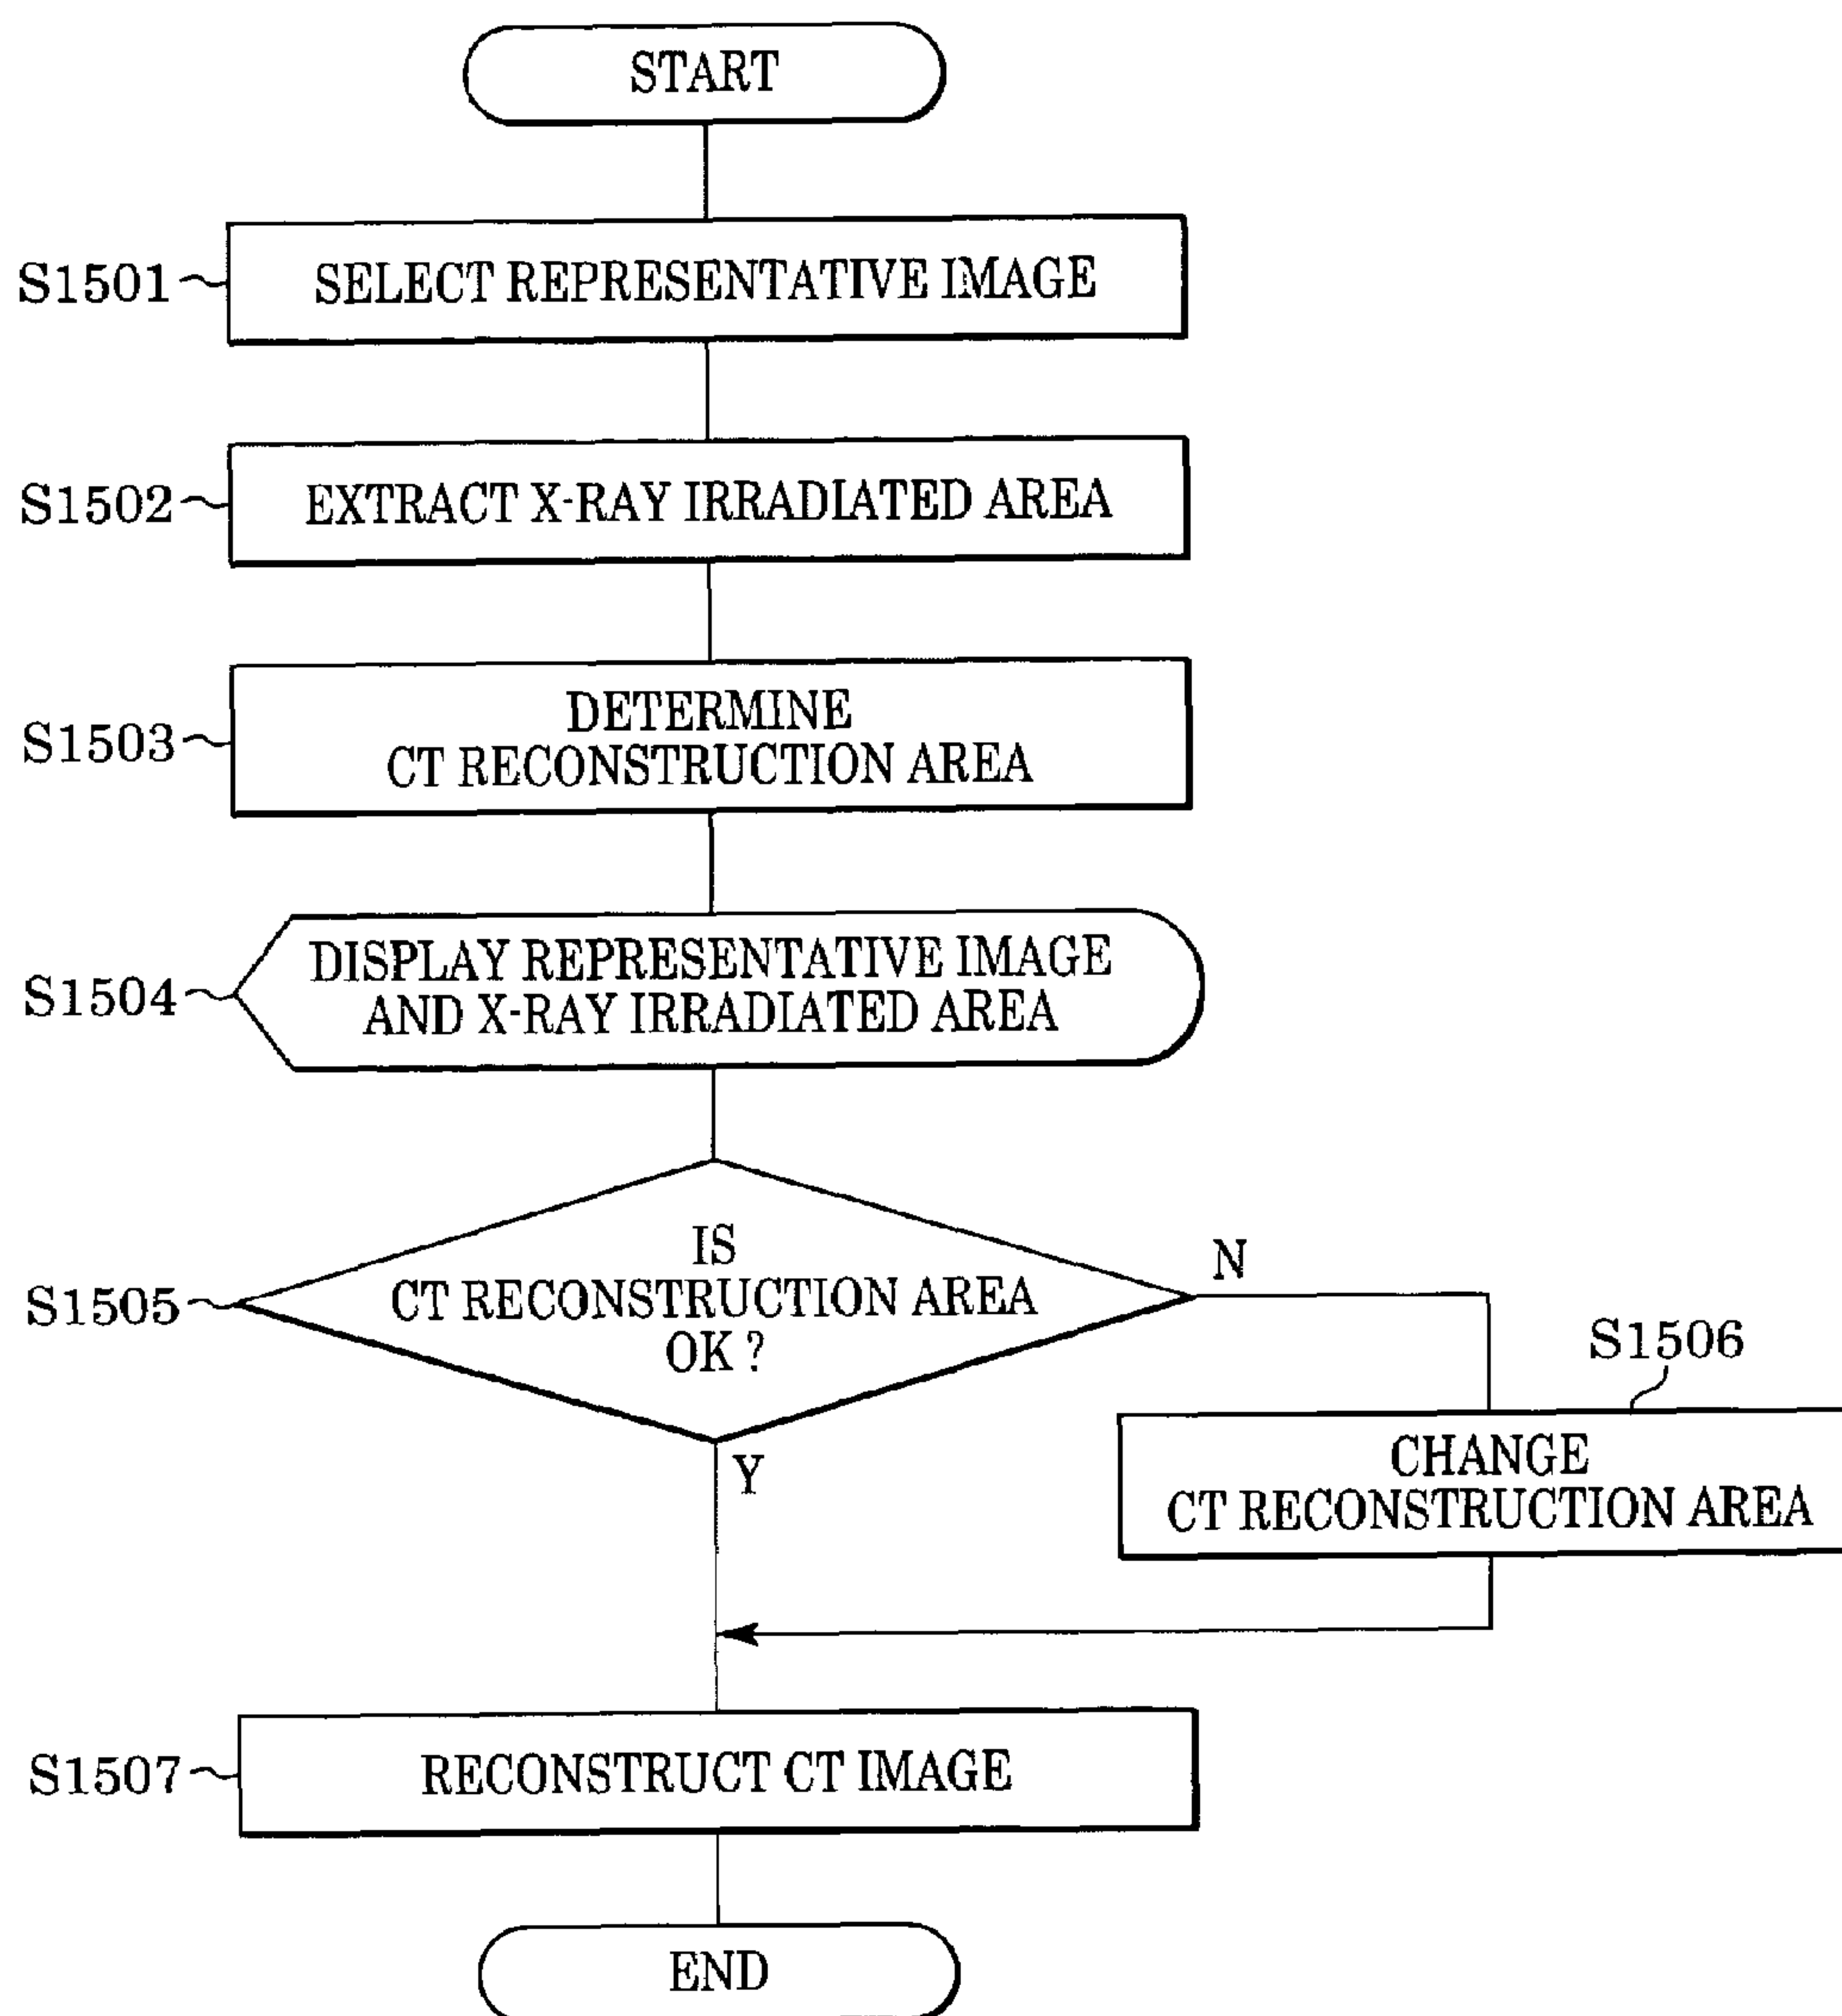 START
S1501
SELECT REPRESENTATIVE IMAGE
S1502
EXTRACT X-RAY IRRADIATED AREA
S1503
DETERMINE
CT RECONSTRUCTION AREA
S1504
DISPLAY REPRESENTATIVE IMAGE
AND X-RAY IRRADIATED AREA
S1505
IS
CT RECONSTRUCTION AREA
OK ?
N
Y
S1506
CHANGE
CT RECONSTRUCTION AREA
S1507
RECONSTRUCT CT IMAGE
END